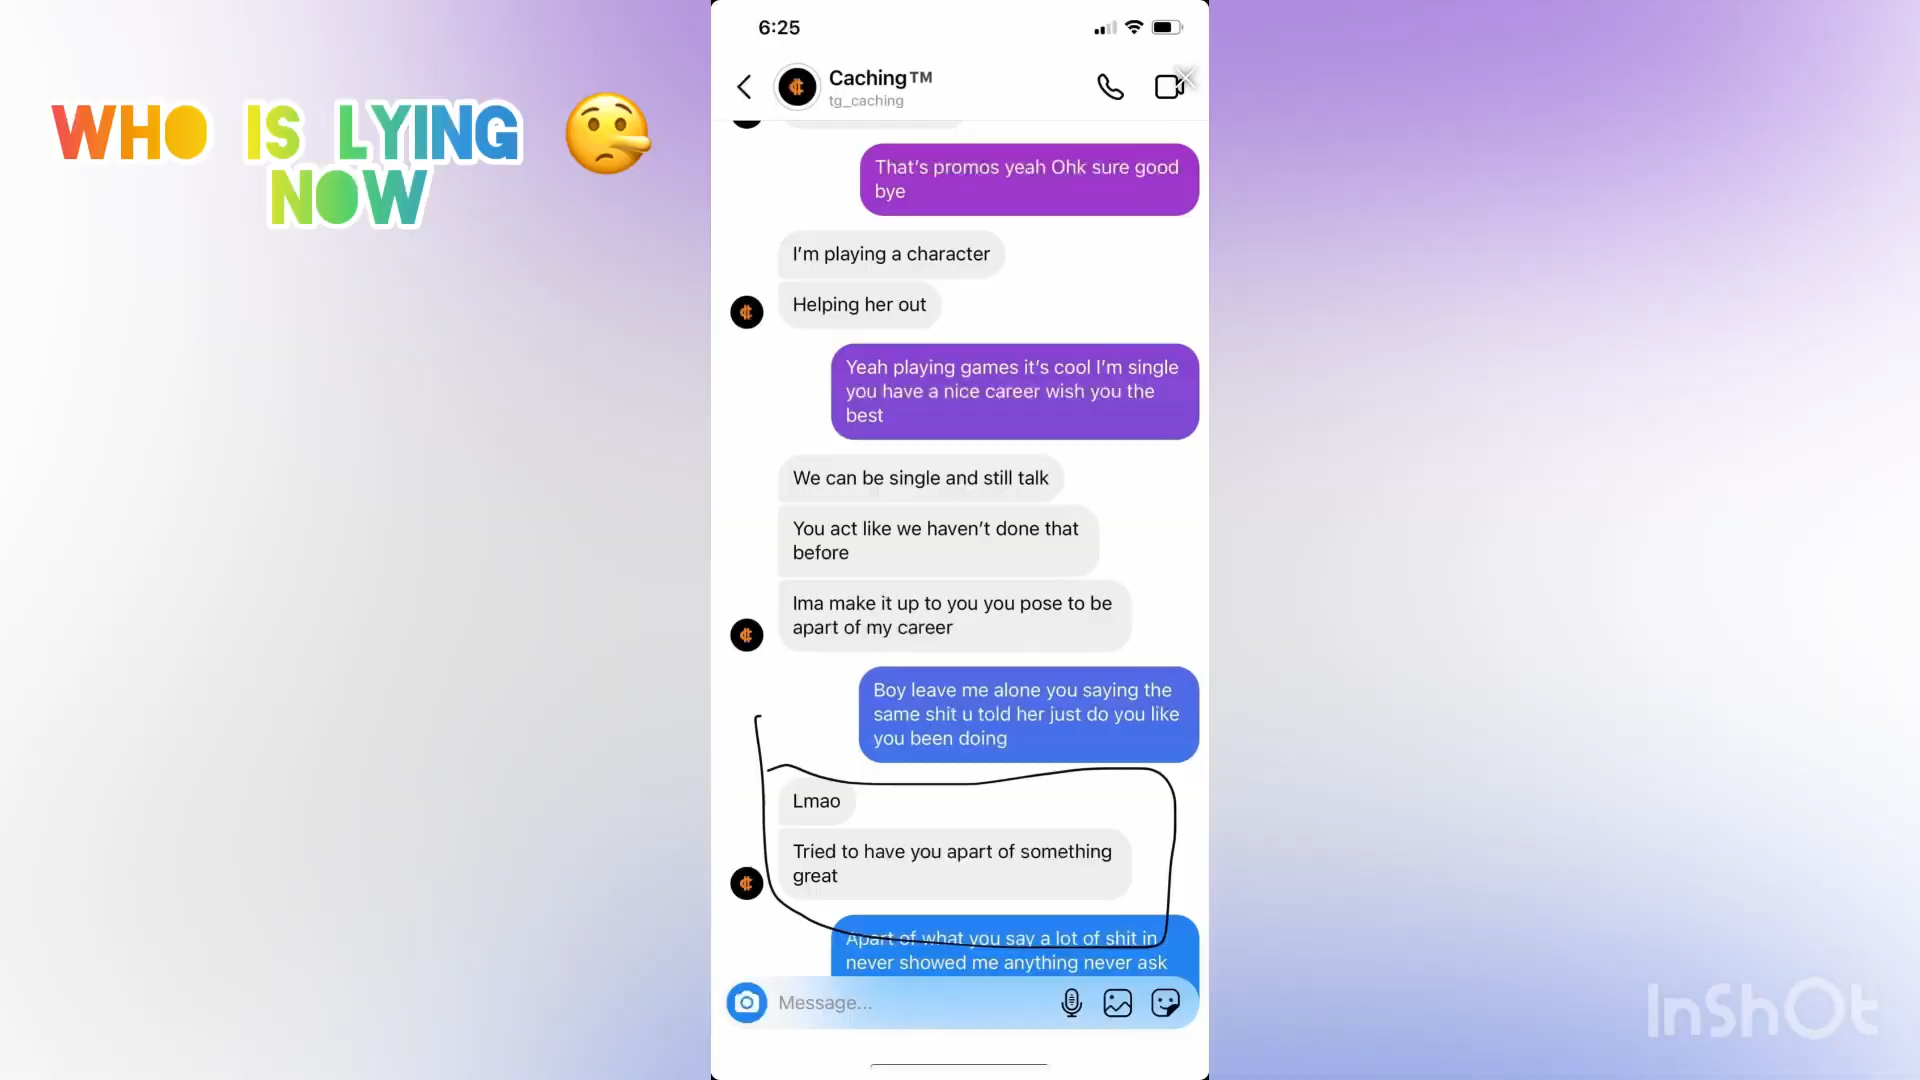 WHO IS LYING
NOW
6:25
Caching™
tg_caching
That's promos yeah Ohk sure good
bye
I'm playing a character
Helping her out
Yeah playing games it's cool I'm single
you have a nice career wish you the
best
We can be single and still talk
You act like we haven't done that
before
Ima make it up to you you pose to be
apart of my career
Boy leave me alone you saying the
same shit u told her just do you like
you been doing
Lmao
Tried to have you apart of something
great
Apart of what you say a lot of shit in
never showed me anything never ask
Message...
InShOt